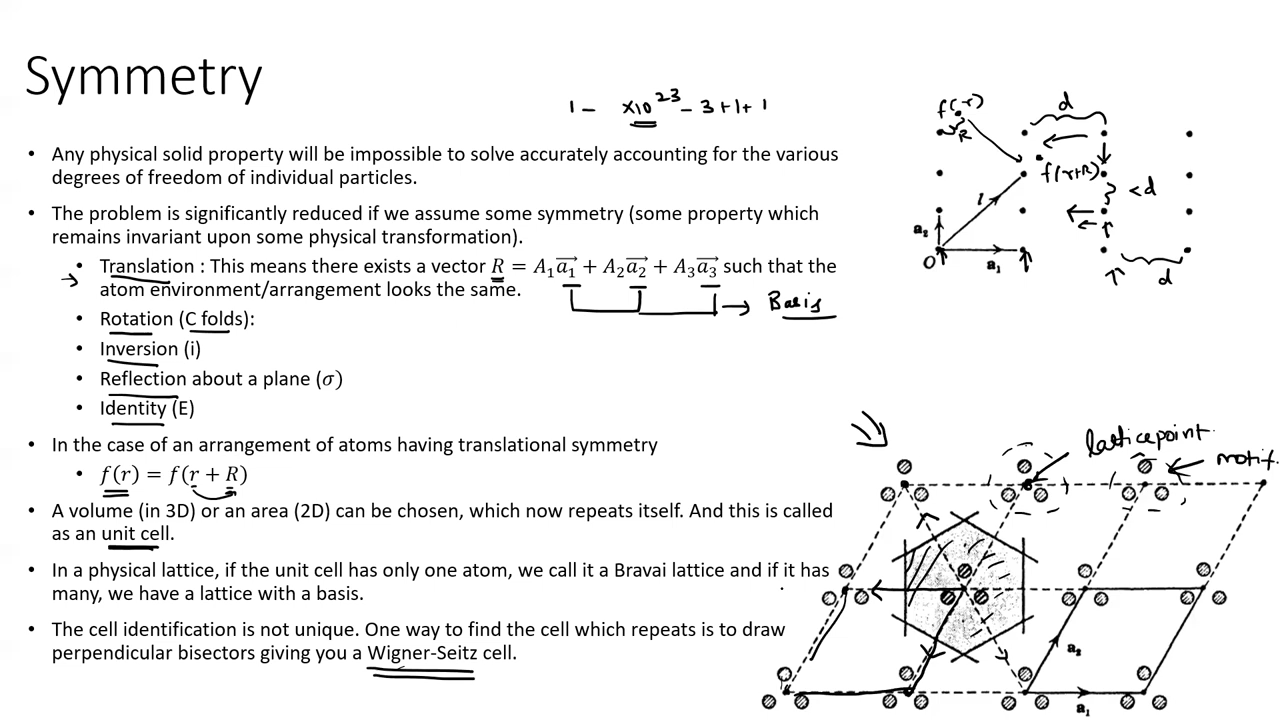 Symmetry
1 - ×10²³ - 3+1+1
• Any physical solid property will be impossible to solve accurately accounting for the various
degrees of freedom of individual particles.
• The problem is significantly reduced if we assume some symmetry (some property which
remains invariant upon some physical transformation).
• Translation : This means there exists a vector R = A₁a₁⃗ + A₂a₂⃗ + A₃a₃⃗ such that the
atom environment/arrangement looks the same.
Basis
• Rotation (C folds):
• Inversion (i)
• Reflection about a plane (σ)
• Identity (E)
• In the case of an arrangement of atoms having translational symmetry
• f(r) = f(r + R)
• A volume (in 3D) or an area (2D) can be chosen, which now repeats itself. And this is called
as an unit cell.
• In a physical lattice, if the unit cell has only one atom, we call it a Bravai lattice and if it has
many, we have a lattice with a basis.
• The cell identification is not unique. One way to find the cell which repeats is to draw
perpendicular bisectors giving you a Wigner-Seitz cell.
f(r)
d
R
f(r+R)
l
<d
a₂
O
a₁
d
lattice point
motif
a₂
a₁